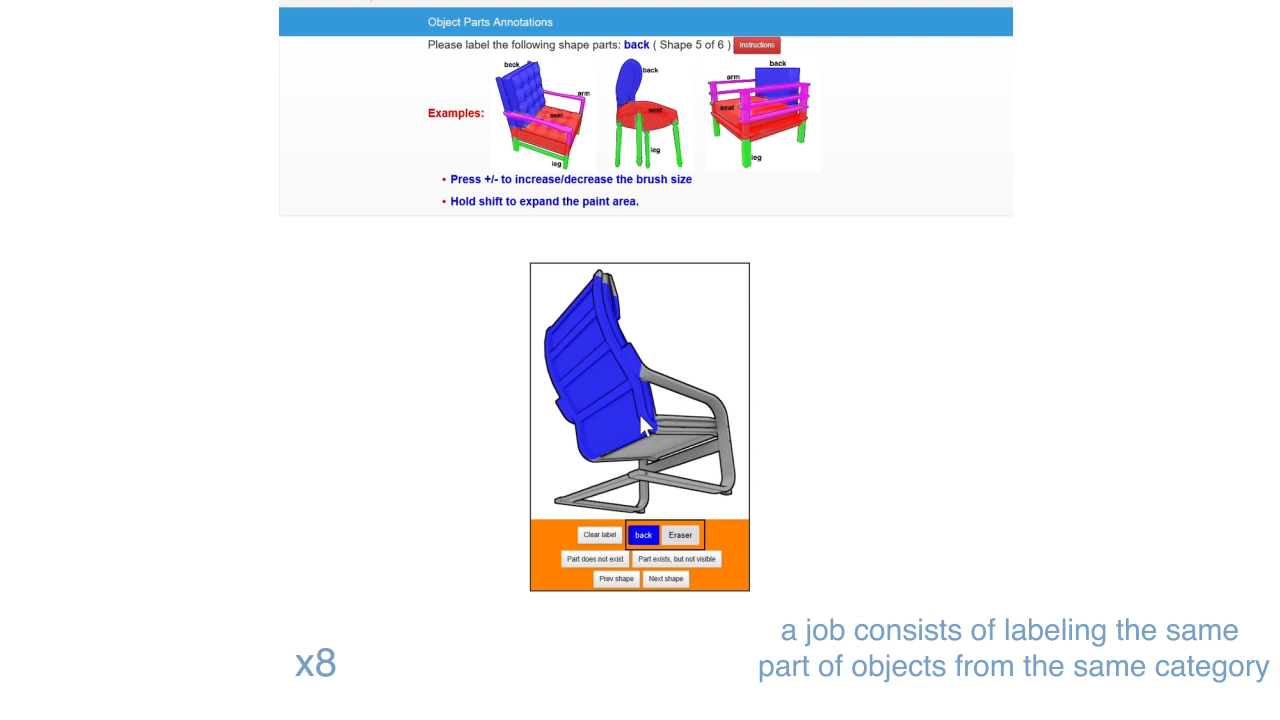 Object Parts Annotations
Please label the following shape parts: back ( Shape 5 of 6 ) Instructions
back
back
back
arm
arm
Examples:
seat
seat
seat
leg
leg
leg
• Press +/- to increase/decrease the brush size
• Hold shift to expand the paint area.
Clear label back Eraser
Part does not exist Part exists, but not visible
Prev shape Next shape
a job consists of labeling the same
x8
part of objects from the same category